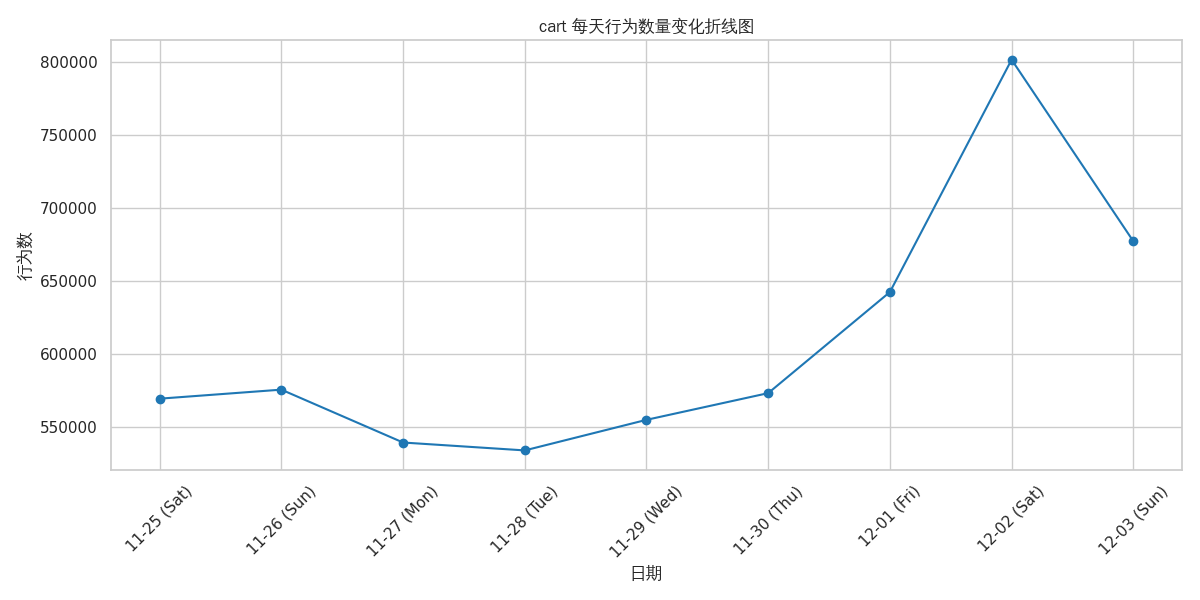 cart 每天行为数量变化折线图
行为数
800000
750000
700000
650000
600000
550000
11-25 (Sat)
11-26 (Sun)
11-27 (Mon)
11-28 (Tue)
11-29 (Wed)
11-30 (Thu)
12-01 (Fri)
12-02 (Sat)
12-03 (Sun)
日期